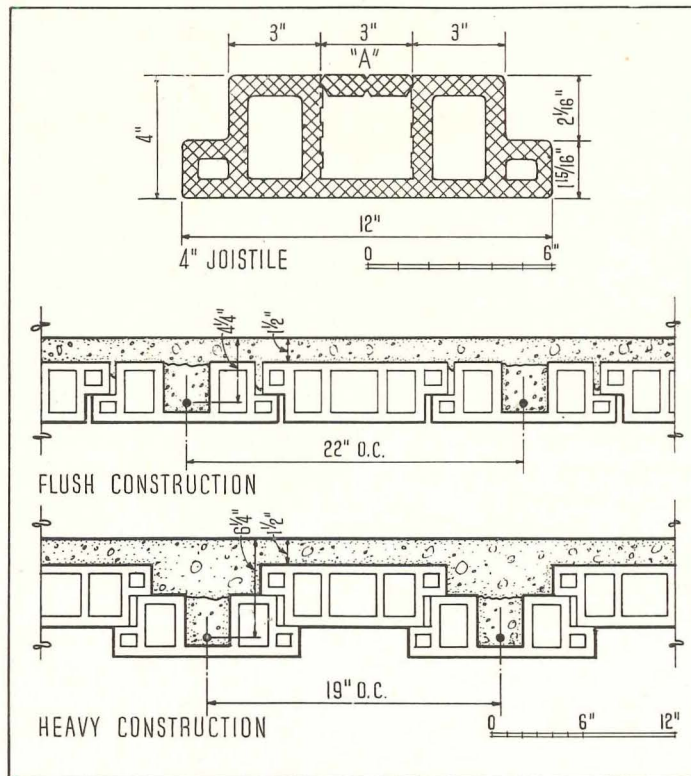 3" 3" 3"
"A"
4"
2 1/16"
1 15/16"
12"
4" JOISTILE
0 6"
4 1/4"
1 1/2"
22" O.C.
FLUSH CONSTRUCTION
6 1/4"
1 1/2"
19" O.C.
HEAVY CONSTRUCTION
0 6" 12"